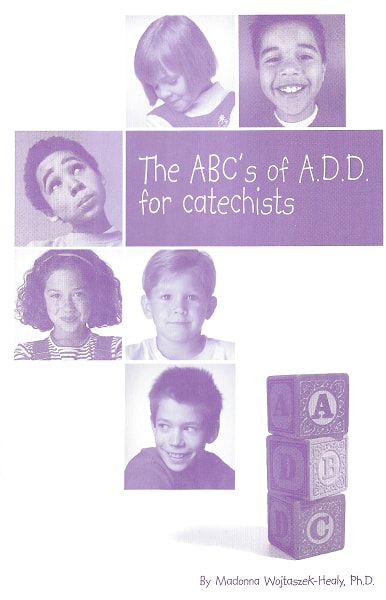 The ABC's of A.D.D.
for catechists
A A
D B
D C
By Madonna Wojtaszek-Healy, Ph.D.